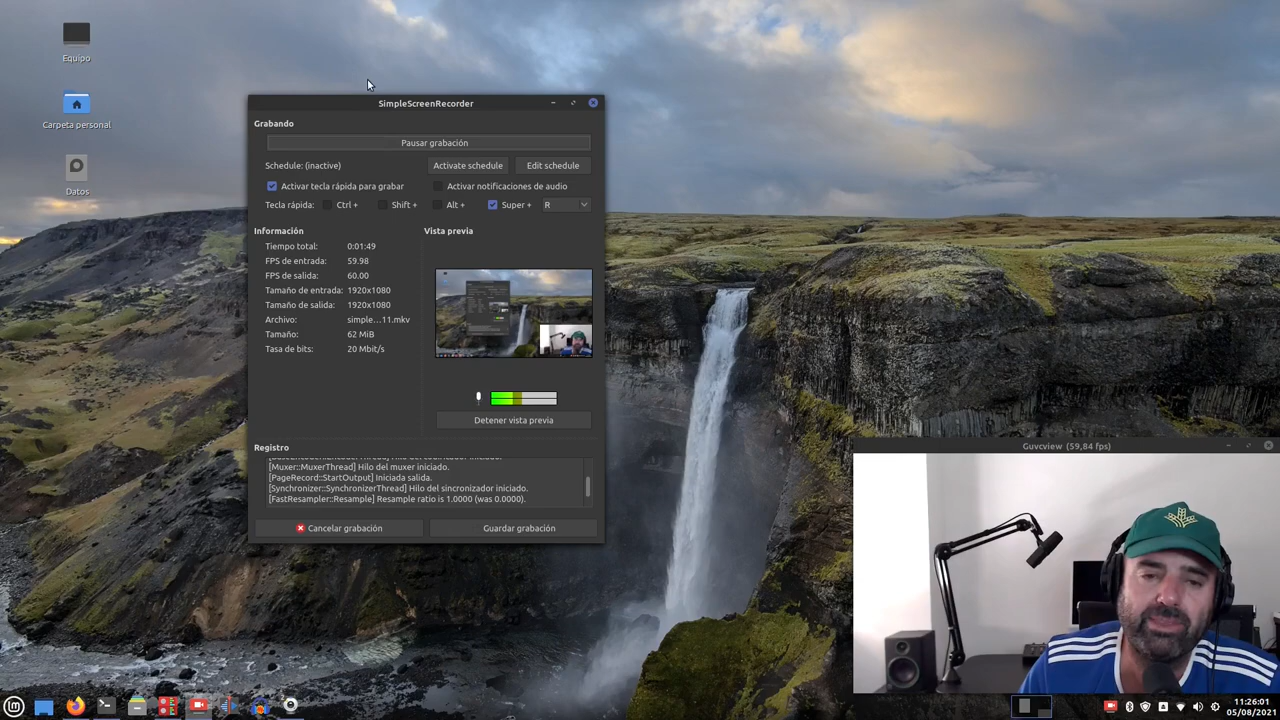 Equipo
Carpeta personal
Datos
SimpleScreenRecorder
Grabando
Pausar grabación
Schedule: (inactive)
Activate schedule
Edit schedule
Activar tecla rápida para grabar
Activar notificaciones de audio
Tecla rápida:
Ctrl +
Shift +
Alt +
Super +
R
Información
Vista previa
Tiempo total: 0:01:49
FPS de entrada: 59.98
FPS de salida: 60.00
Tamaño de entrada: 1920x1080
Tamaño de salida: 1920x1080
Archivo: simple...11.mkv
Tamaño: 62 MiB
Tasa de bits: 20 Mbit/s
Detener vista previa
Registro
[Muxer::MuxerThread] Hilo del muxer iniciado.
[PageRecord::StartOutput] Iniciada salida.
[Synchronizer::SynchronizerThread] Hilo del sincronizador iniciado.
[FastResampler::Resample] Resample ratio is 1.0000 (was 0.0000).
Cancelar grabación
Guardar grabación
Guvcview (59,84 fps)
11:26:01
05/08/2021